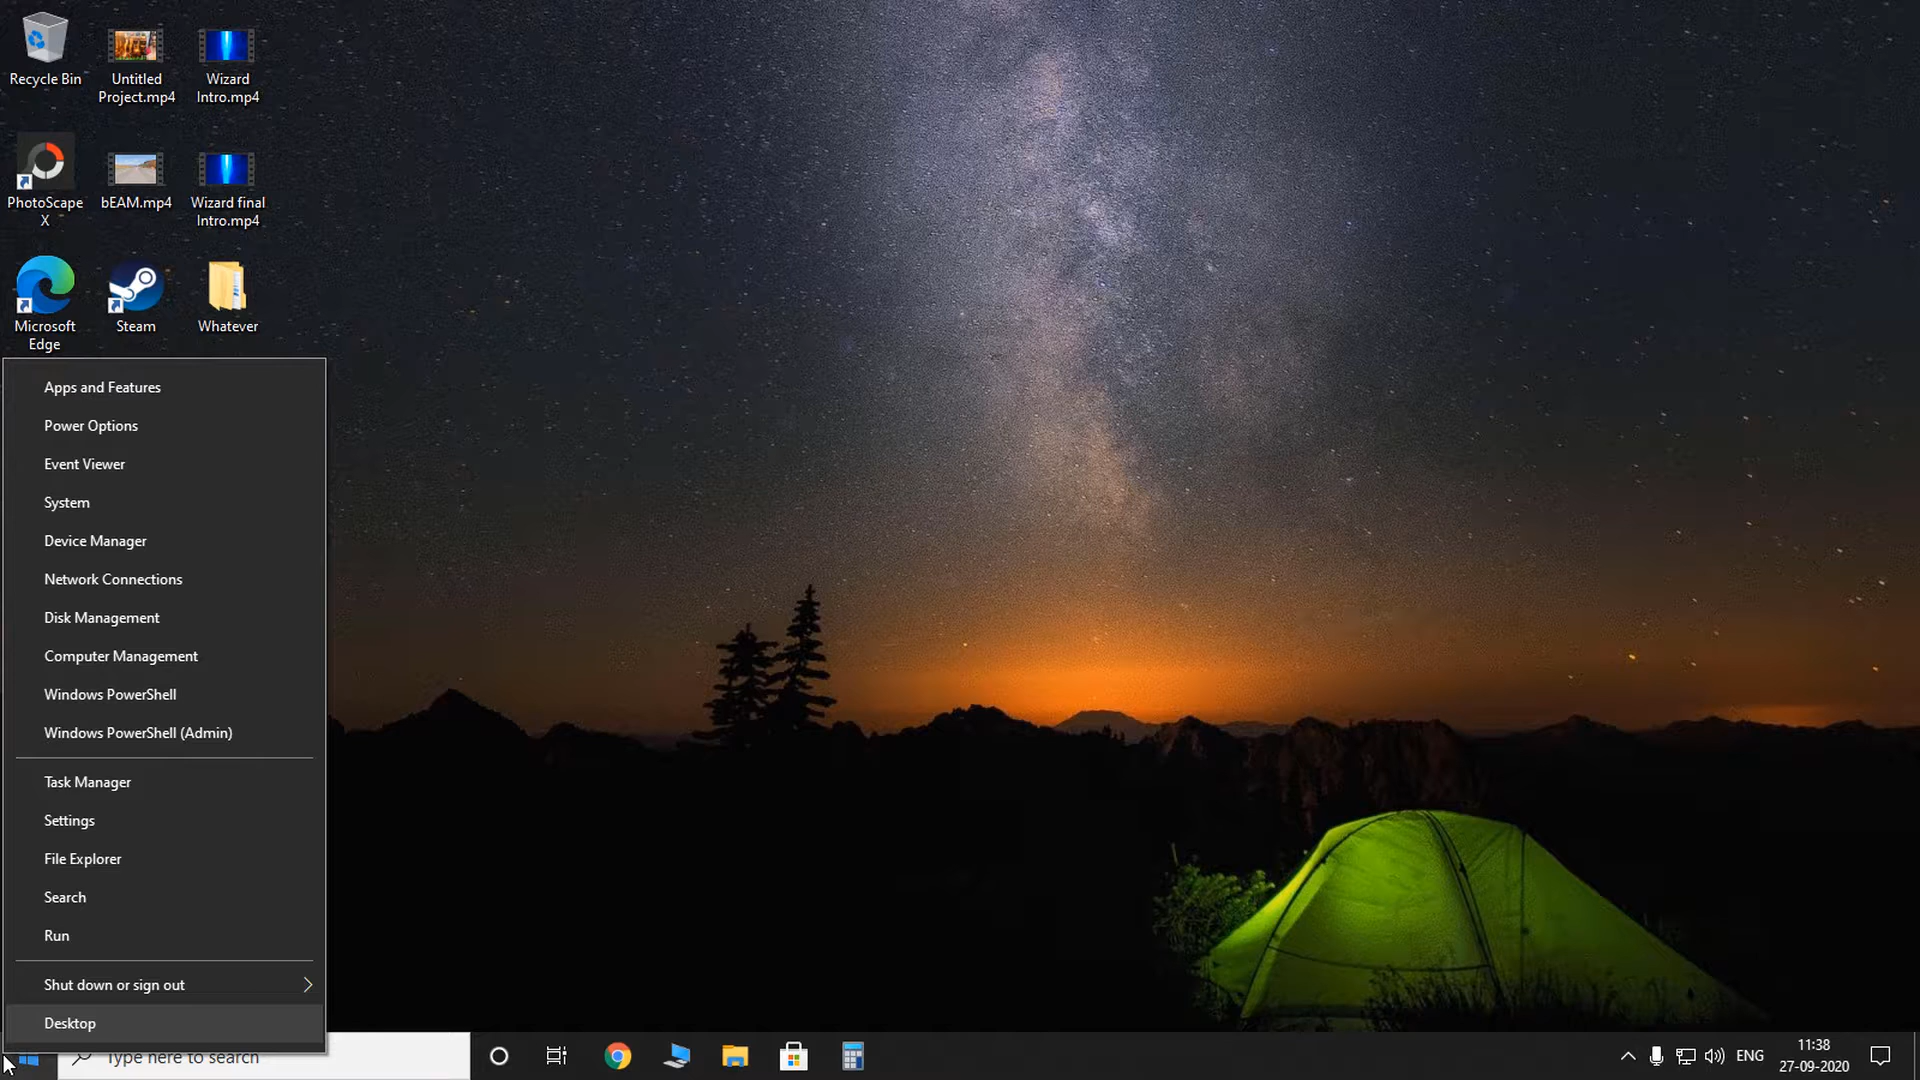 Recycle Bin
Untitled
Project.mp4
Wizard
Intro.mp4
PhotoScape
X
bEAM.mp4
Wizard final
Intro.mp4
Microsoft
Edge
Steam
Whatever
Apps and Features
Power Options
Event Viewer
System
Device Manager
Network Connections
Disk Management
Computer Management
Windows PowerShell
Windows PowerShell (Admin)
Task Manager
Settings
File Explorer
Search
Run
Shut down or sign out
Desktop
Type here to search
ENG
11:38
27-09-2020